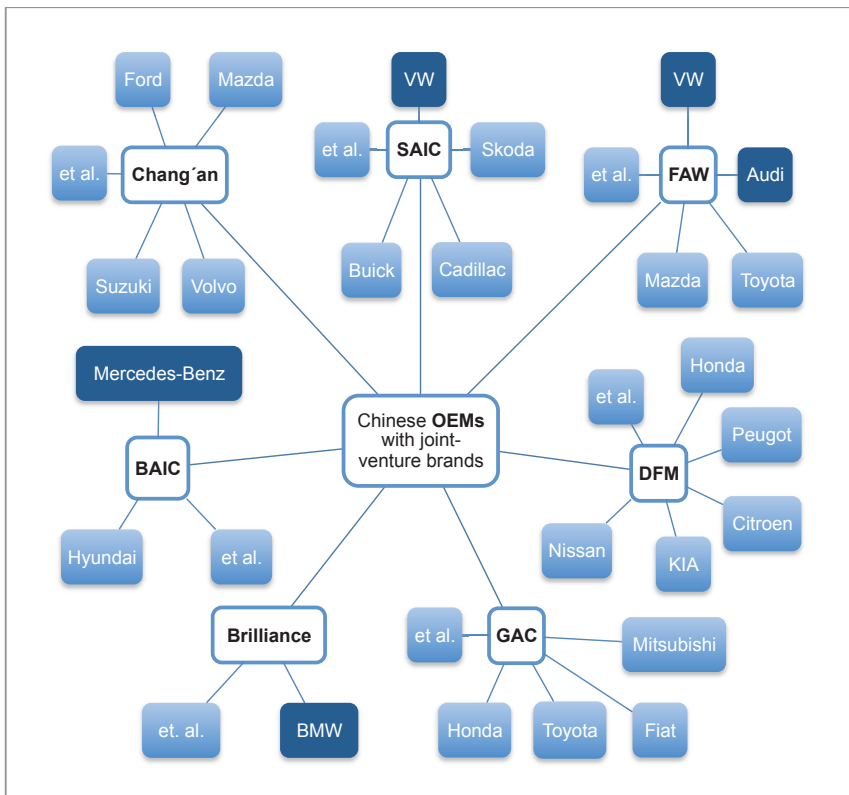 Ford
Mazda
et al.
Chang´an
Suzuki
Volvo
VW
et al.
SAIC
Skoda
Buick
Cadillac
VW
et al.
FAW
Audi
Mazda
Toyota
Mercedes-Benz
BAIC
Hyundai
et al.
Chinese OEMs
with joint-
venture brands
et al.
Honda
Peugot
DFM
Citroen
Nissan
KIA
Brilliance
et. al.
BMW
et al.
GAC
Mitsubishi
Honda
Toyota
Fiat